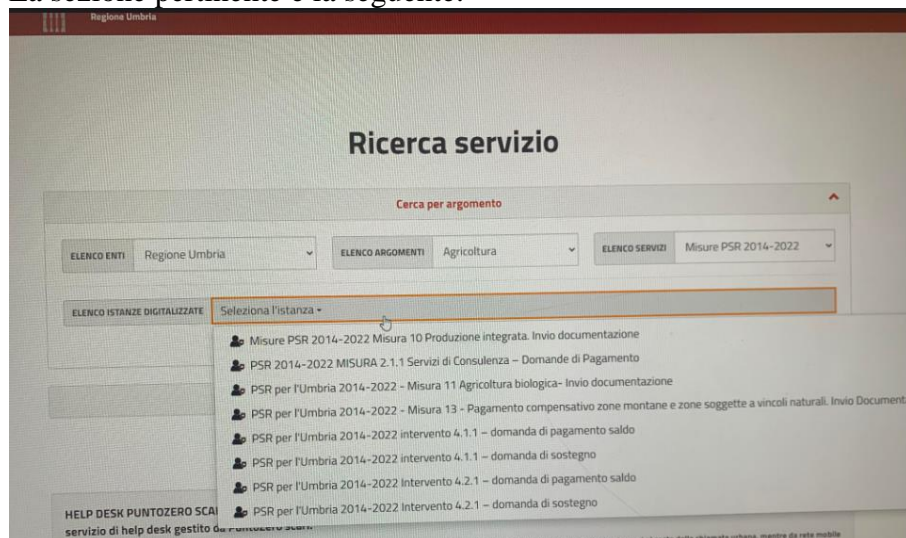 Regione Umbria
Ricerca servizio
Cerca per argomento
ELENCO ENTI Regione Umbria ELENCO ARGOMENTI Agricoltura ELENCO SERVIZI Misure PSR 2014-2022
ELENCO ISTANZE DIGITALIZZATE Seleziona l'istanza
Misure PSR 2014-2022 Misura 10 Produzione integrata. Invio documentazione
PSR 2014-2022 MISURA 2.1.1 Servizi di Consulenza – Domande di Pagamento
PSR per l'Umbria 2014-2022 - Misura 11 Agricoltura biologica- Invio documentazione
PSR per l'Umbria 2014-2022 - Misura 13 - Pagamento compensativo zone montane e zone soggette a vincoli naturali. Invio Document
PSR per l'Umbria 2014-2022 intervento 4.1.1 – domanda di pagamento saldo
PSR per l'Umbria 2014-2022 intervento 4.1.1 – domanda di sostegno
PSR per l'Umbria 2014-2022 Intervento 4.2.1 – domanda di pagamento saldo
PSR per l'Umbria 2014-2022 Intervento 4.2.1 – domanda di sostegno
HELP DESK PUNTOZERO SCA
servizio di help desk gestito da
urbana, mentre da rete mobile